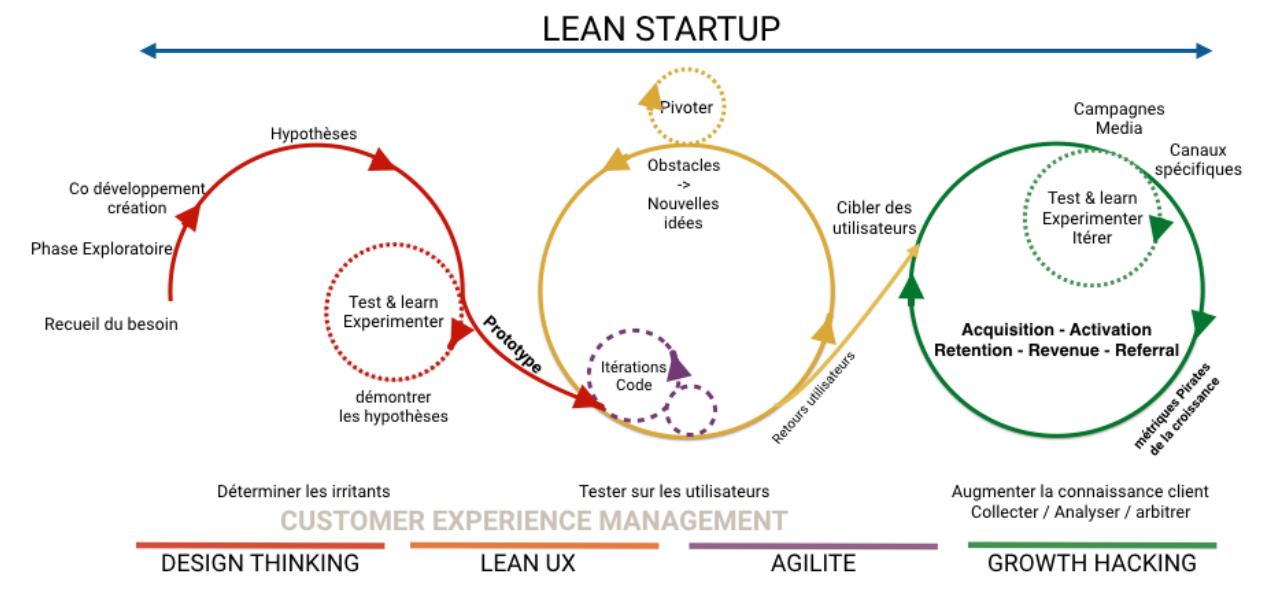 LEAN STARTUP
Pivoter
Campagnes
Media
Hypothèses
Canaux
spécifiques
Obstacles
->
Nouvelles
idées
Co développement
création
Test & learn
Experimenter
Itérer
Cibler des
utilisateurs
Phase Exploratoire
Test & learn
Experimenter
Recueil du besoin
Prototype
Acquisition - Activation
Retention - Revenue - Referral
Itérations
Code
démontrer
les hypothèses
Retours utilisateurs
métriques Pirates
de la croissance
Déterminer les irritants
Tester sur les utilisateurs
Augmenter la connaissance client
Collecter / Analyser / arbitrer
CUSTOMER EXPERIENCE MANAGEMENT
DESIGN THINKING
LEAN UX
AGILITE
GROWTH HACKING